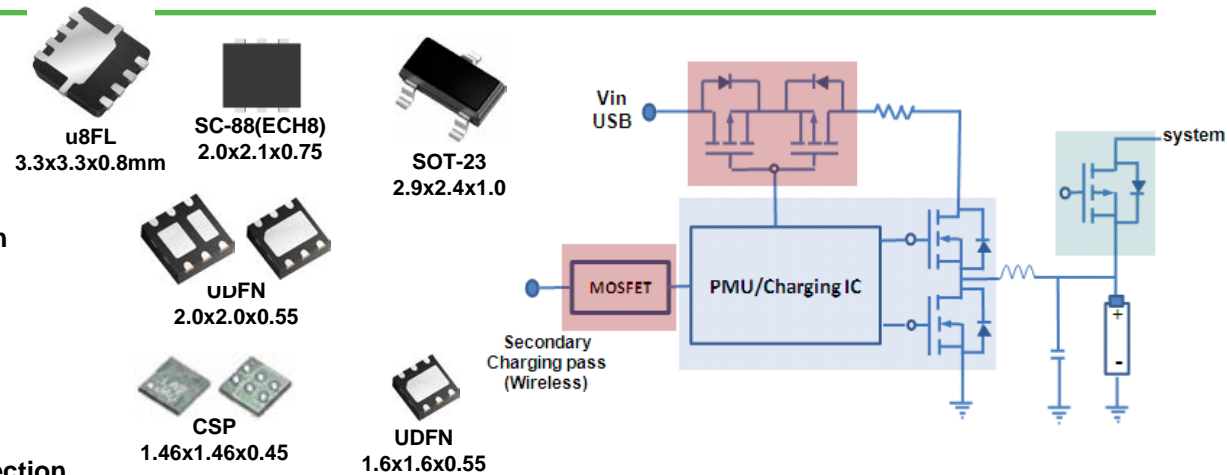 u8FL
3.3x3.3x0.8mm
SC-88(ECH8)
2.0x2.1x0.75
SOT-23
2.9x2.4x1.0
n
UDFN
2.0x2.0x0.55
CSP
1.46x1.46x0.45
UDFN
1.6x1.6x0.55
ection
Vin
USB
system
MOSFET
PMU/Charging IC
Secondary
Charging pass
(Wireless)
+
-